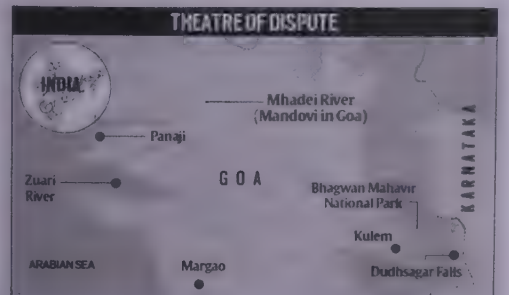 THEATRE OF DISPUTE
INDIA
Mhadei River
(Mandovi in Goa)
Panaji
KARNATAKA
Zuari
River
GOA
Bhagwan Mahavir
National Park
Kulem
Dudhsagar Falls
ARABIAN SEA
Margao